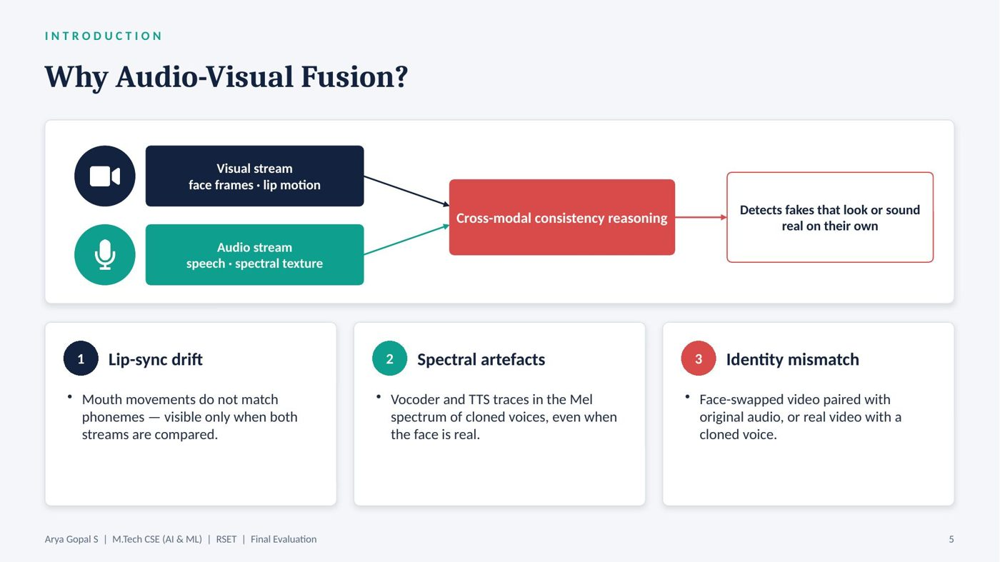 INTRODUCTION
Why Audio-Visual Fusion?
Visual stream
face frames · lip motion
Audio stream
speech · spectral texture
Cross-modal consistency reasoning
Detects fakes that look or sound
real on their own
1 Lip-sync drift
• Mouth movements do not match
phonemes — visible only when both
streams are compared.
2 Spectral artefacts
• Vocoder and TTS traces in the Mel
spectrum of cloned voices, even when
the face is real.
3 Identity mismatch
• Face-swapped video paired with
original audio, or real video with a
cloned voice.
Arya Gopal S | M.Tech CSE (AI & ML) | RSET | Final Evaluation
5